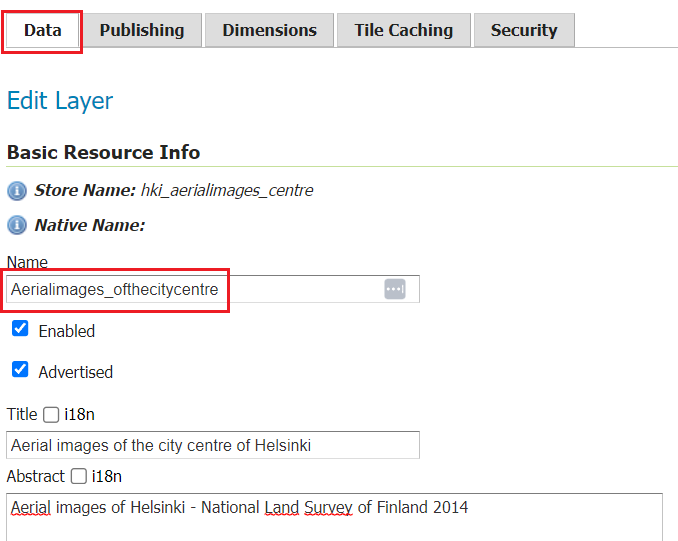 Data Publishing Dimensions Tile Caching Security
Edit Layer
Basic Resource Info
Store Name: hki_aerialimages_centre
Native Name:
Name
Aerialimages_ofthecitycentre
Enabled
Advertised
Title i18n
Aerial images of the city centre of Helsinki
Abstract i18n
Aerial images of Helsinki - National Land Survey of Finland 2014